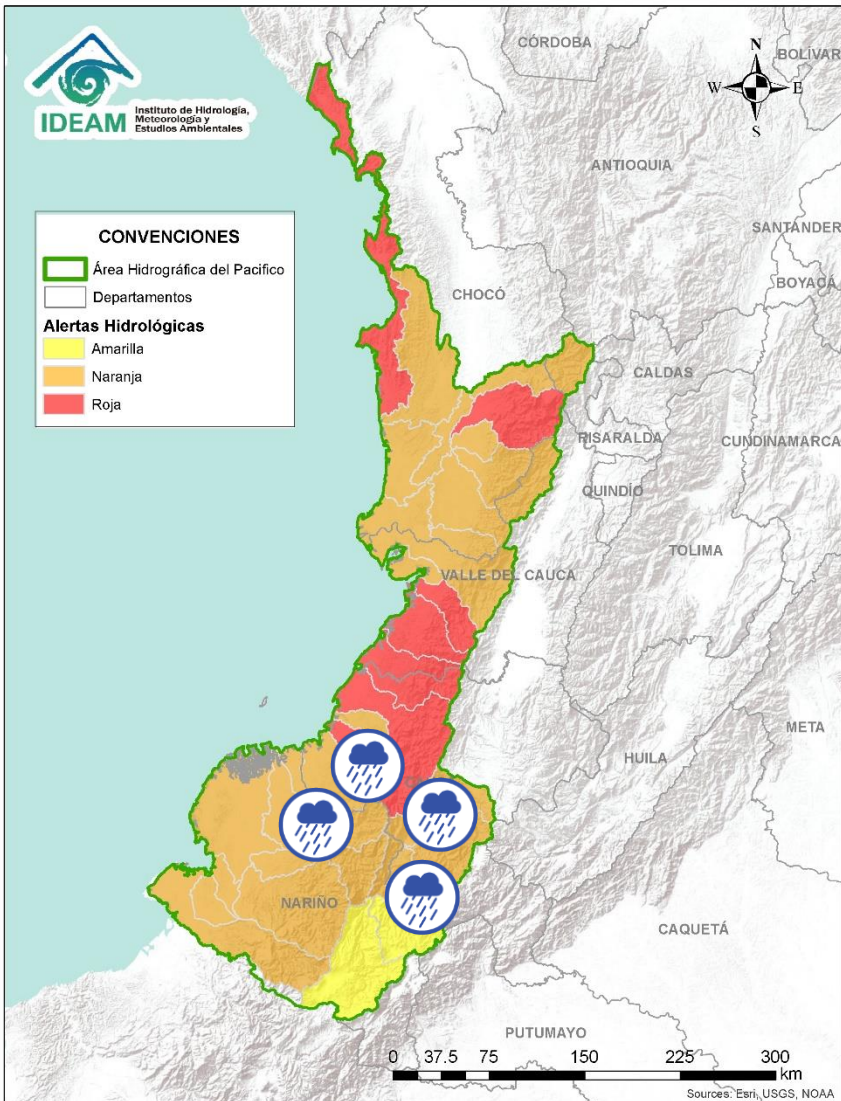 IDEAM
Instituto de Hidrología,
Meteorología y
Estudios Ambientales
CÓRDOBA
BOLÍVAR
N
W
E
S
ANTIOQUIA
SANTANDER
BOYACÁ
CONVENCIONES
Área Hidrográfica del Pacifico
Departamentos
Alertas Hidrológicas
Amarilla
Naranja
Roja
CHOCÓ
CALDAS
RISARALDA
CUNDINAMARCA
QUINDÍO
TOLIMA
VALLE DEL CAUCA
META
HUILA
NARIÑO
CAQUETÁ
PUTUMAYO
0 37.5 75 150 225 300
km
Sources: Esri, USGS, NOAA